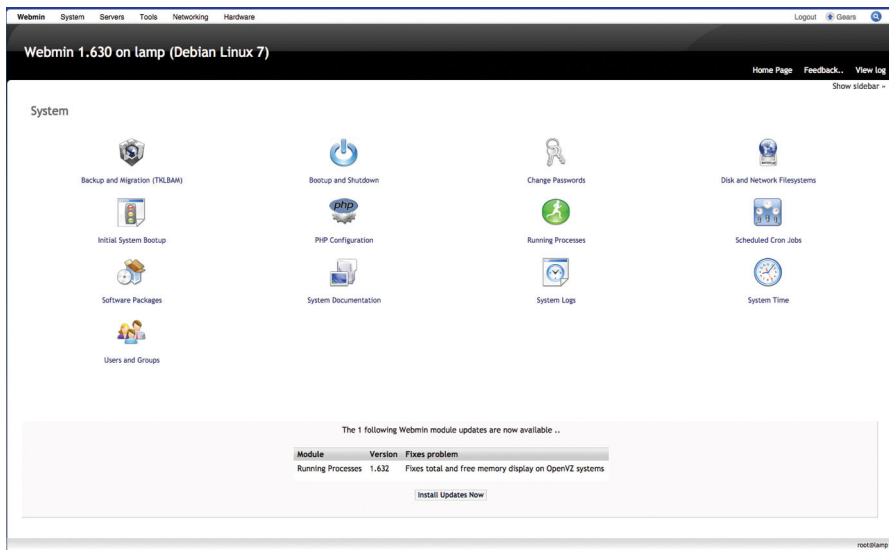 Webmin System Servers Tools Networking Hardware Logout Gears
Webmin 1.630 on lamp (Debian Linux 7)
Home Page Feedback.. View log
Show sidebar »
System
Backup and Migration (TKLBAM) Bootup and Shutdown Change Passwords Disk and Network Filesystems
php
Initial System Bootup PHP Configuration Running Processes Scheduled Cron Jobs
Software Packages System Documentation System Logs System Time
Users and Groups
The 1 following Webmin module updates are now available ..
Module Version Fixes problem
Running Processes 1.632 Fixes total and free memory display on OpenVZ systems
Install Updates Now
root@lamp